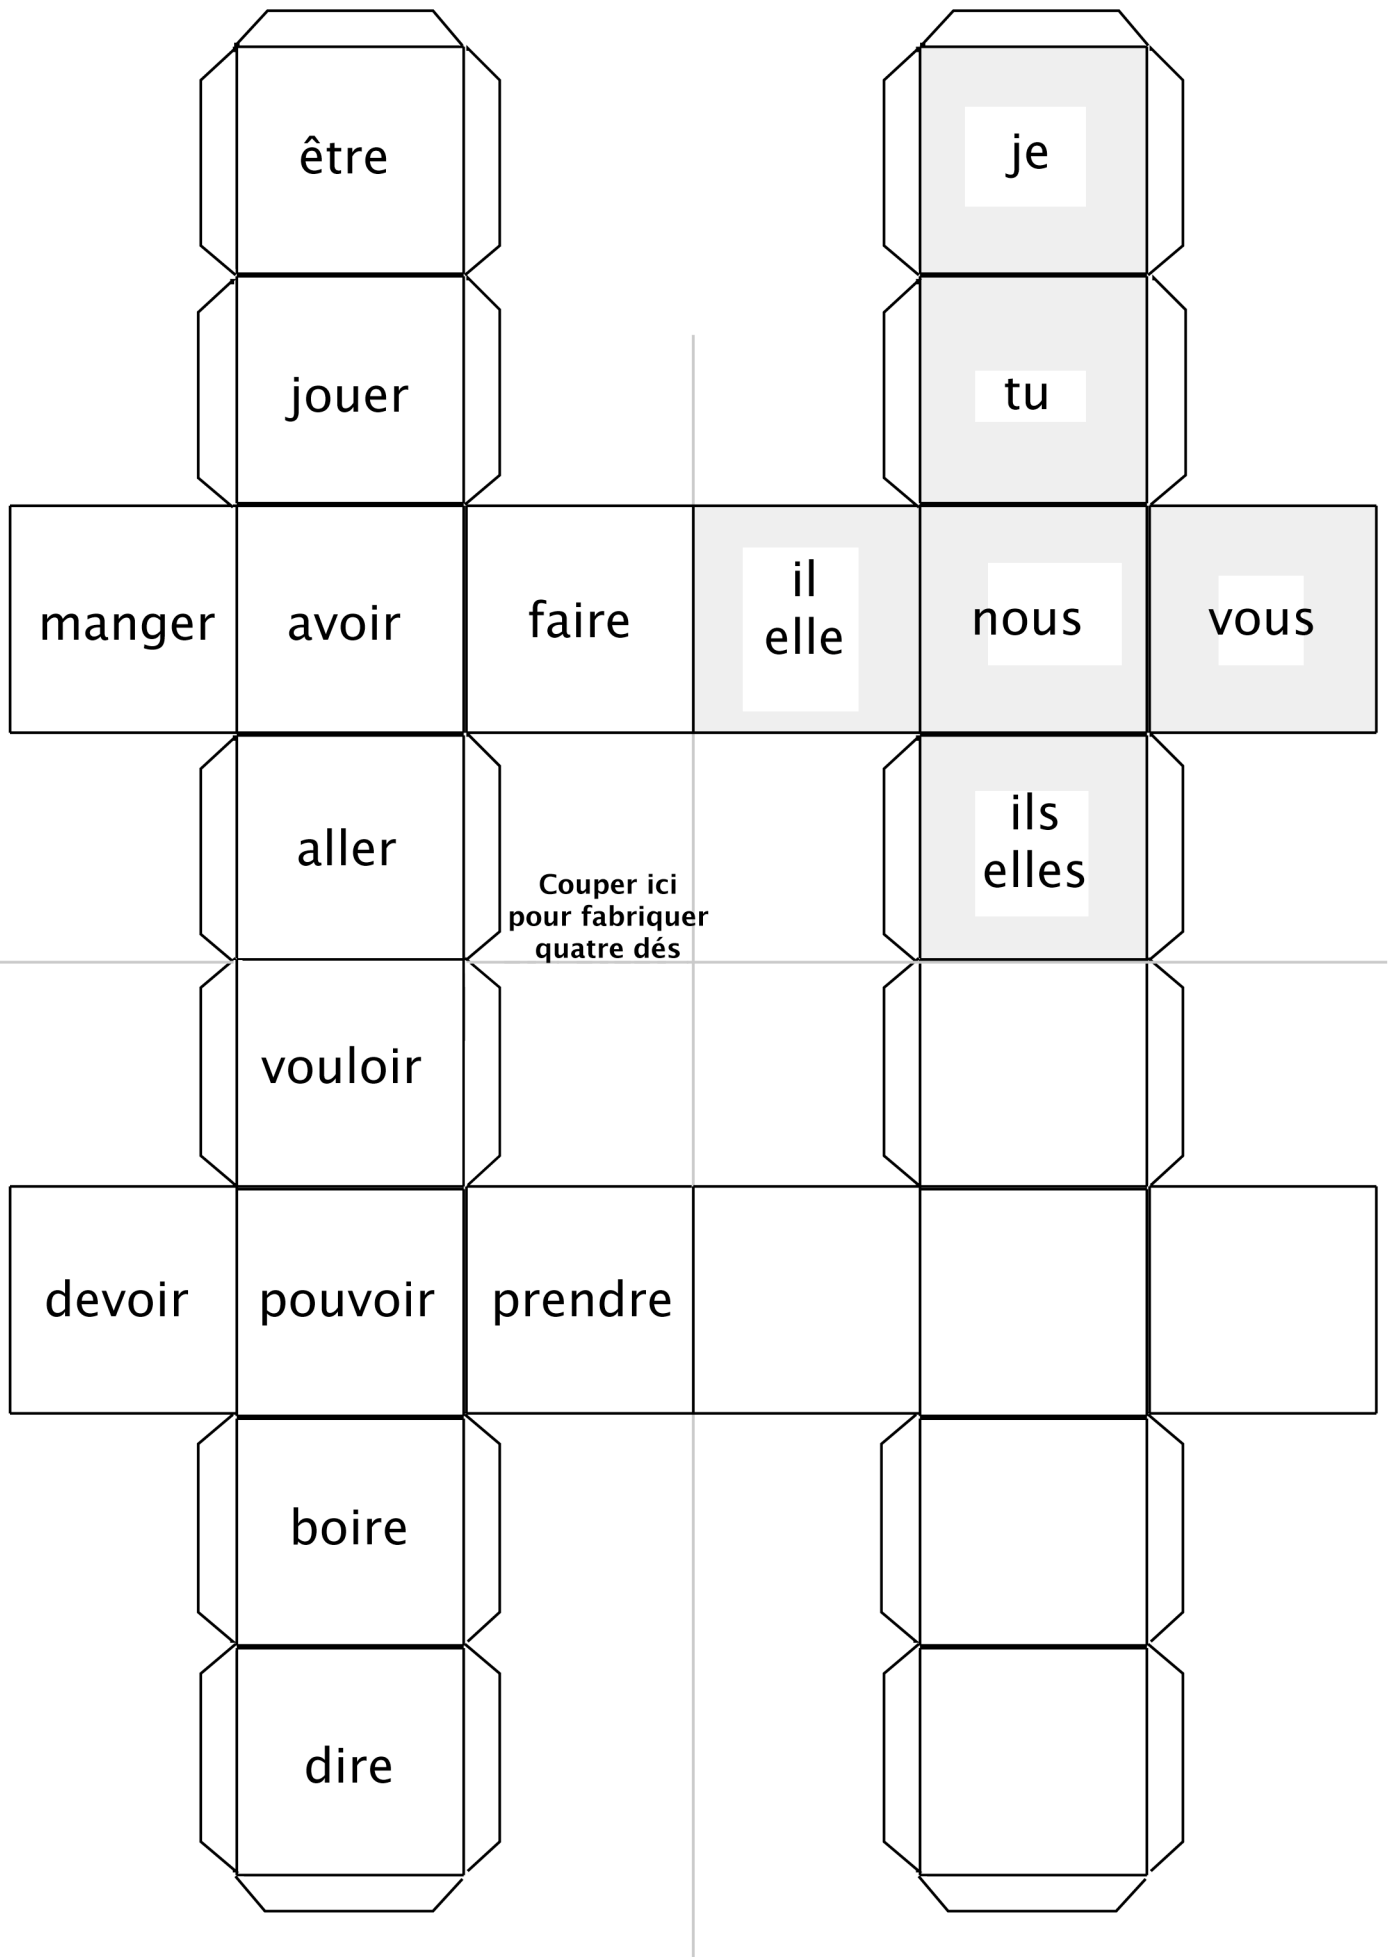 être
je
jouer
tu
manger
avoir
faire
il
elle
nous
vous
aller
ils
elles
Couper ici
pour fabriquer
quatre dés
vouloir
devoir
pouvoir
prendre
boire
dire